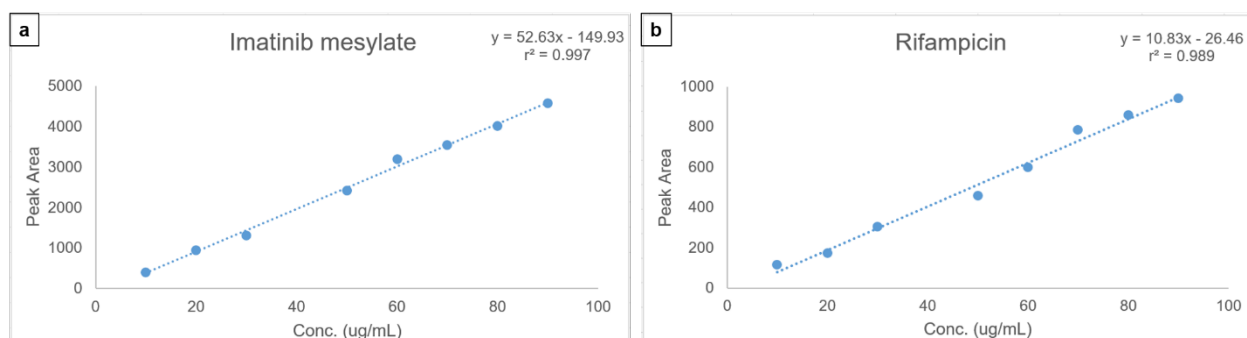 a
Imatinib mesylate
y = 52.63x - 149.93
r² = 0.997
5000
4000
3000
2000
1000
0
Peak Area
0 20 40 60 80 100
Conc. (ug/mL)
b
Rifampicin
y = 10.83x - 26.46
r² = 0.989
1000
800
600
400
200
0
Peak Area
0 20 40 60 80 100
Conc. (ug/mL)